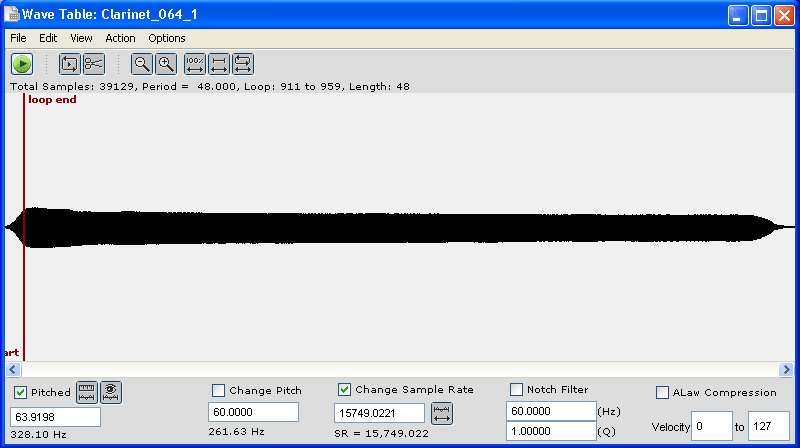 Wave Table: Clarinet_064_1
File Edit View Action Options
100%
Total Samples: 39129, Period = 48.000, Loop: 911 to 959, Length: 48
loop end
art
Pitched Change Pitch Change Sample Rate Notch Filter ALaw Compression
63.9198 60.0000 15749.0221 60.0000 (Hz)
328.10 Hz 261.63 Hz SR = 15,749.022 1.00000 (Q)
Velocity 0 to 127